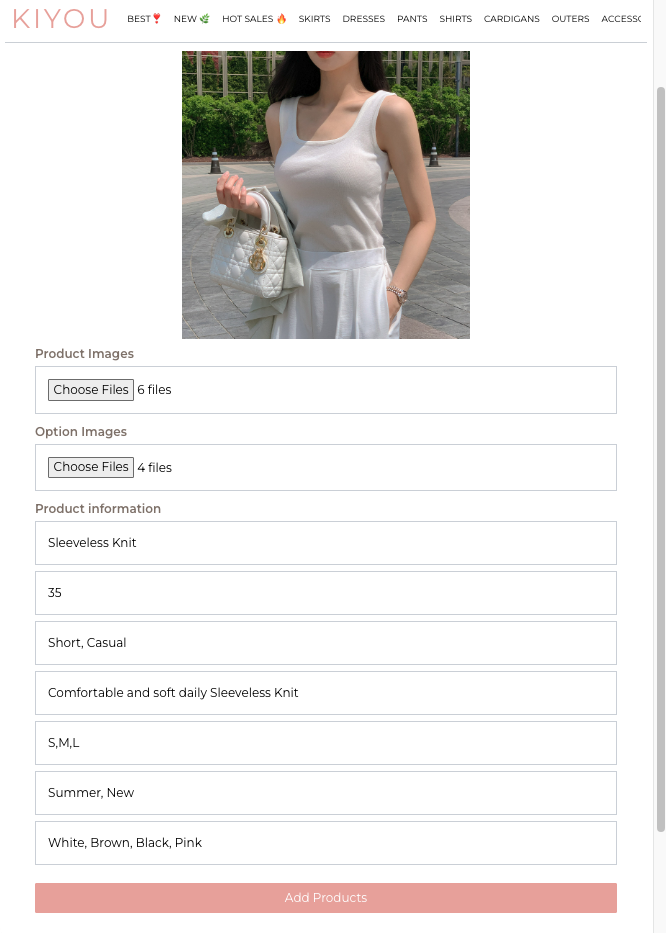 KIYOU BEST❣️ NEW 🌿 HOT SALES 🔥 SKIRTS DRESSES PANTS SHIRTS CARDIGANS OUTERS
Product Images
Choose Files 6 files
Option Images
Choose Files 4 files
Product information
Sleeveless Knit
35
Short, Casual
Comfortable and soft daily Sleeveless Knit
S,M,L
Summer, New
White, Brown, Black, Pink
Add Products